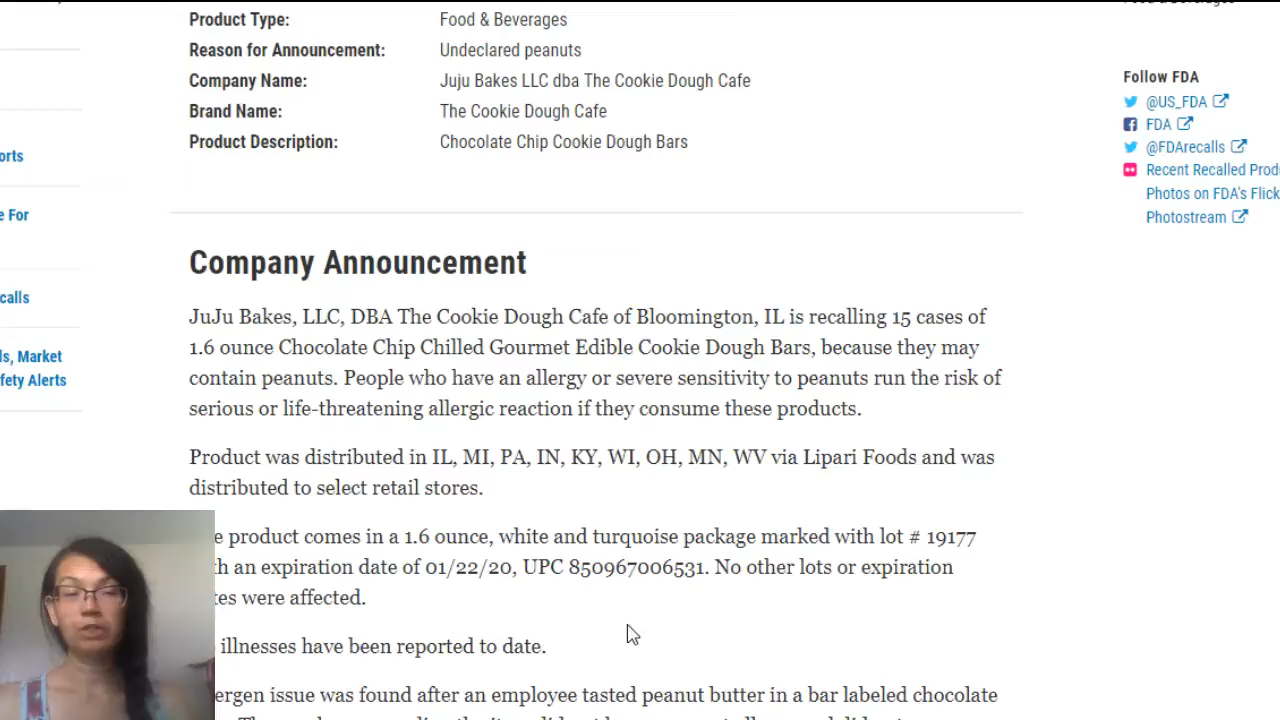 Product Type: Food & Beverages
Reason for Announcement: Undeclared peanuts
Company Name: Juju Bakes LLC dba The Cookie Dough Cafe
Brand Name: The Cookie Dough Cafe
Product Description: Chocolate Chip Cookie Dough Bars
orts
e For
calls
ls, Market
fety Alerts
Company Announcement
JuJu Bakes, LLC, DBA The Cookie Dough Cafe of Bloomington, IL is recalling 15 cases of
1.6 ounce Chocolate Chip Chilled Gourmet Edible Cookie Dough Bars, because they may
contain peanuts. People who have an allergy or severe sensitivity to peanuts run the risk of
serious or life-threatening allergic reaction if they consume these products.
Product was distributed in IL, MI, PA, IN, KY, WI, OH, MN, WV via Lipari Foods and was
distributed to select retail stores.
e product comes in a 1.6 ounce, white and turquoise package marked with lot # 19177
h an expiration date of 01/22/20, UPC 850967006531. No other lots or expiration
tes were affected.
illnesses have been reported to date.
ergen issue was found after an employee tasted peanut butter in a bar labeled chocolate
Follow FDA
@US_FDA
FDA
@FDArecalls
Recent Recalled Prod
Photos on FDA's Flick
Photostream